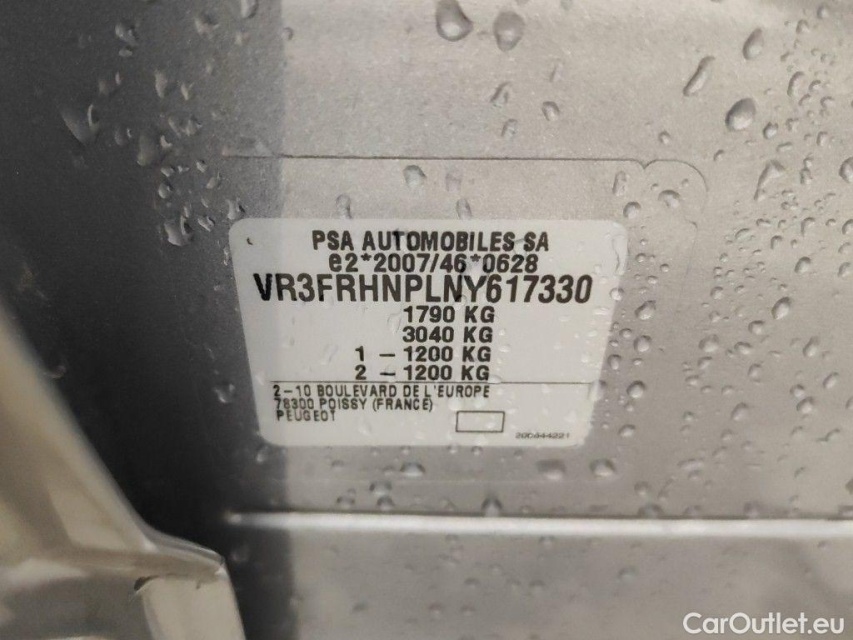 PSA AUTOMOBILES SA
e2*2007/46*0628
VR3FRHNPLNY617330
1790 KG
3040 KG
1 - 1200 KG
2 - 1200 KG
2-10 BOULEVARD DE L'EUROPE
78300 POISSY (FRANCE)
PEUGEOT
CarOutlet.eu